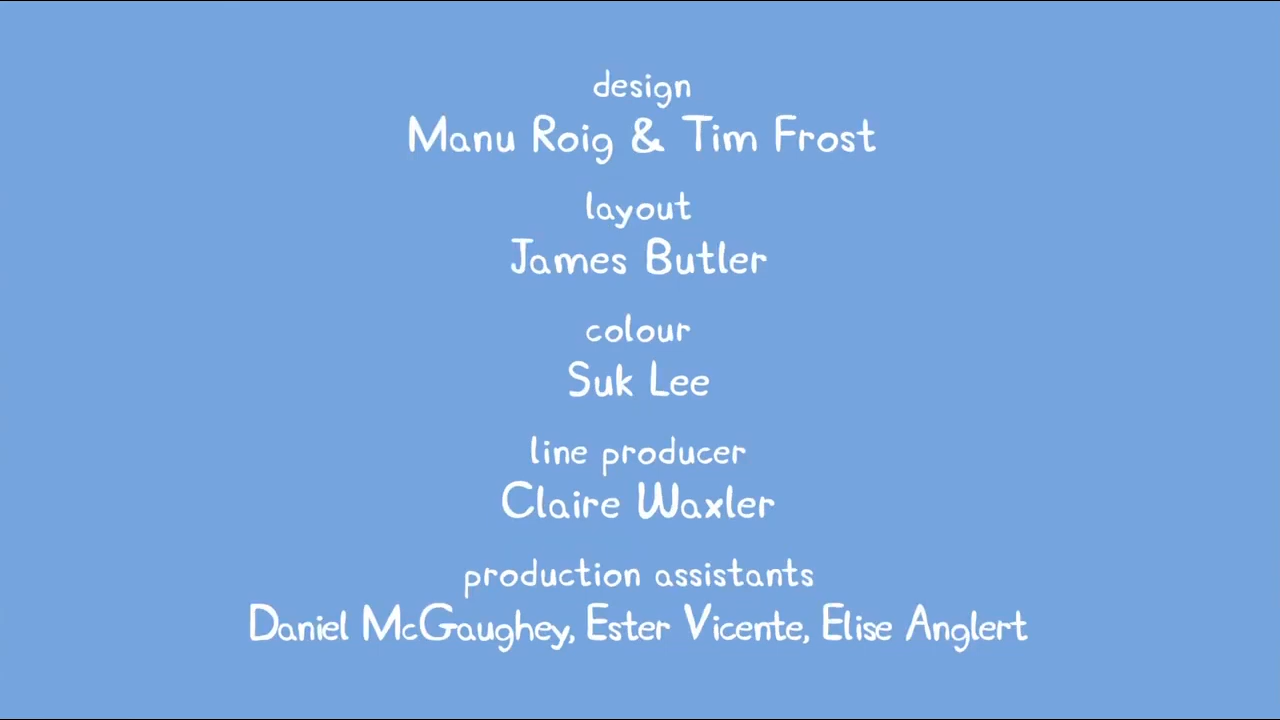 design
Manu Roig & Tim Frost
layout
James Butler
colour
Suk Lee
line producer
Claire Waxler
production assistants
Daniel McGaughey, Ester Vicente, Elise Anglert